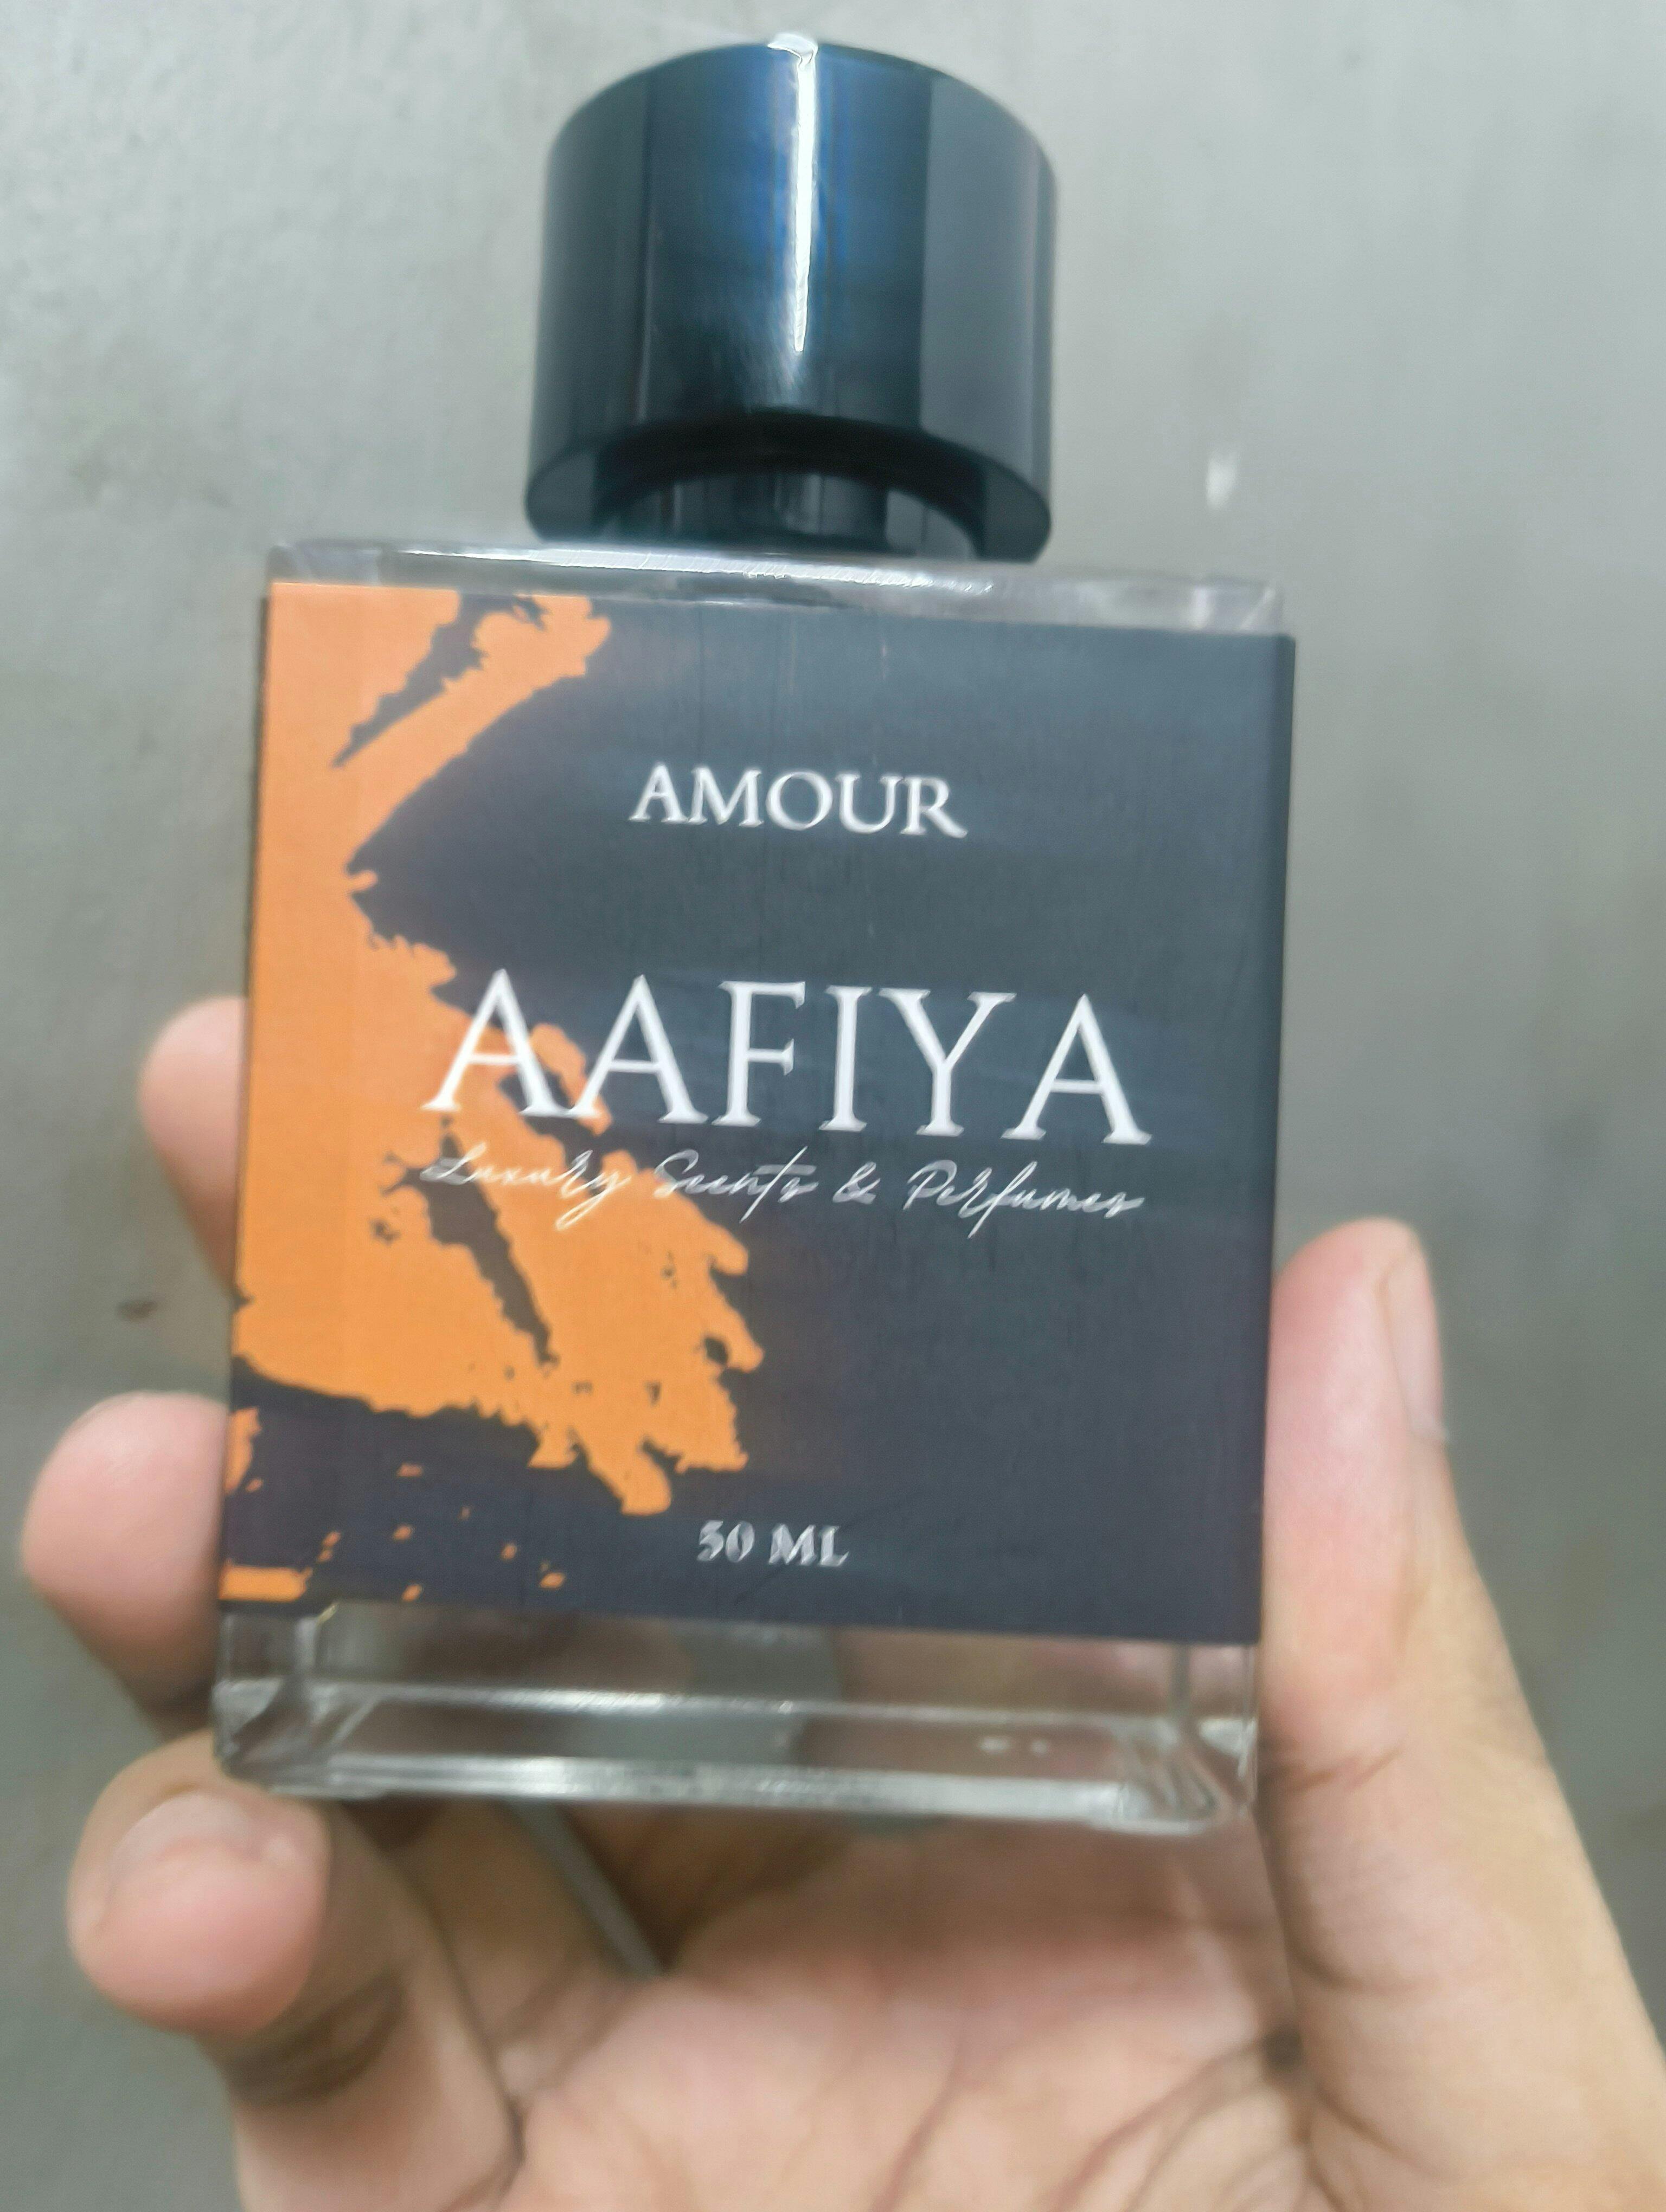 AMOUR
AAFIYA
Luxury Scents & Perfumes
50 ML